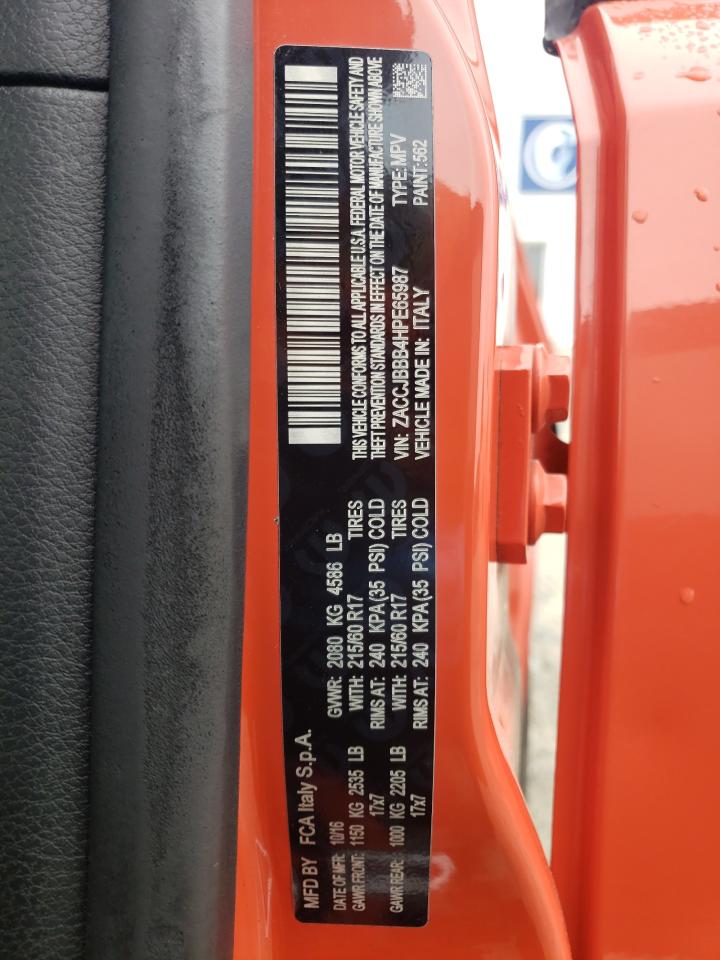 MFD BY FCA Italy S.p.A.
DATE OF MFR: 10/16 GVWR: 2080 KG 4586 LB
GAWR FRONT: 1150 KG 2535 LB WITH: 215/60 R17 TIRES
17x7 RIMS AT: 240 KPA(35 PSI) COLD
GAWR REAR: 1000 KG 2205 LB WITH: 215/60 R17 TIRES
17x7 RIMS AT: 240 KPA(35 PSI) COLD
THIS VEHICLE CONFORMS TO ALL APPLICABLE U.S.A. FEDERAL MOTOR VEHICLE SAFETY AND
THEFT PREVENTION STANDARDS IN EFFECT ON THE DATE OF MANUFACTURE SHOWN ABOVE
VIN: ZACCJBBB4HPE65987 TYPE: MPV
VEHICLE MADE IN: ITALY PAINT: 562